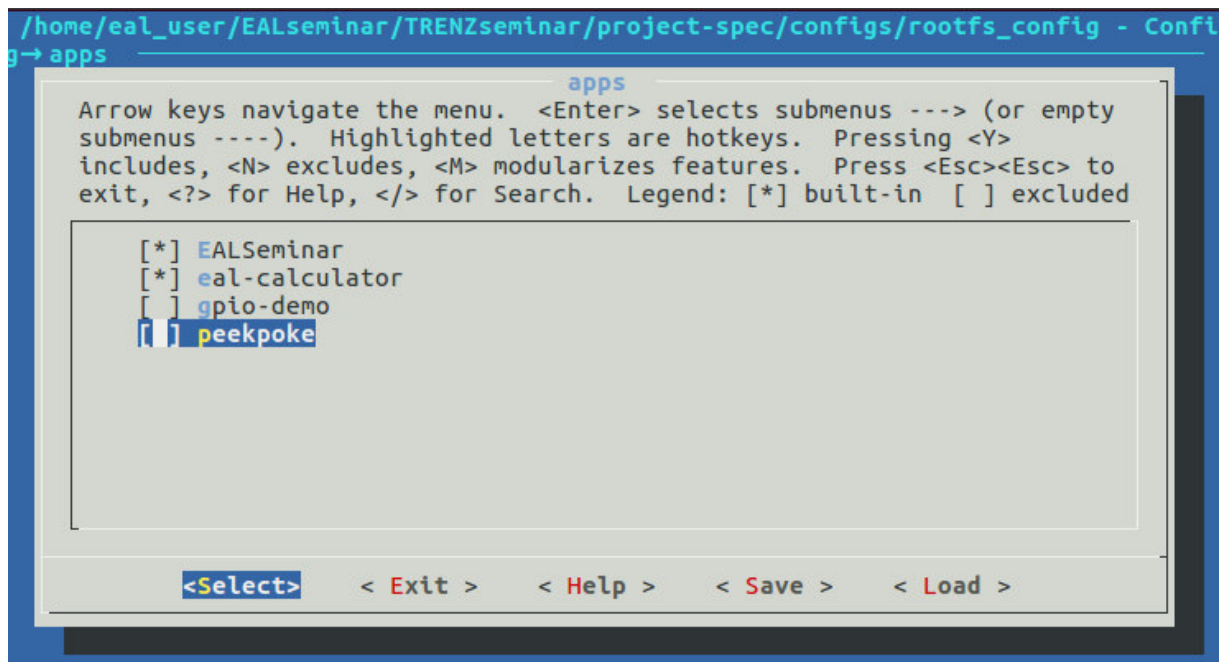 /home/eal_user/EALseminar/TRENZseminar/project-spec/configs/rootfs_config - Confi
g→ apps
apps
Arrow keys navigate the menu.  <Enter> selects submenus ---> (or empty
submenus ----).  Highlighted letters are hotkeys.  Pressing <Y>
includes, <N> excludes, <M> modularizes features.  Press <Esc><Esc> to
exit, <?> for Help, </> for Search.  Legend: [*] built-in  [ ] excluded
[*] EALSeminar
[*] eal-calculator
[ ] gpio-demo
[ ] peekpoke
<Select>    < Exit >    < Help >    < Save >    < Load >